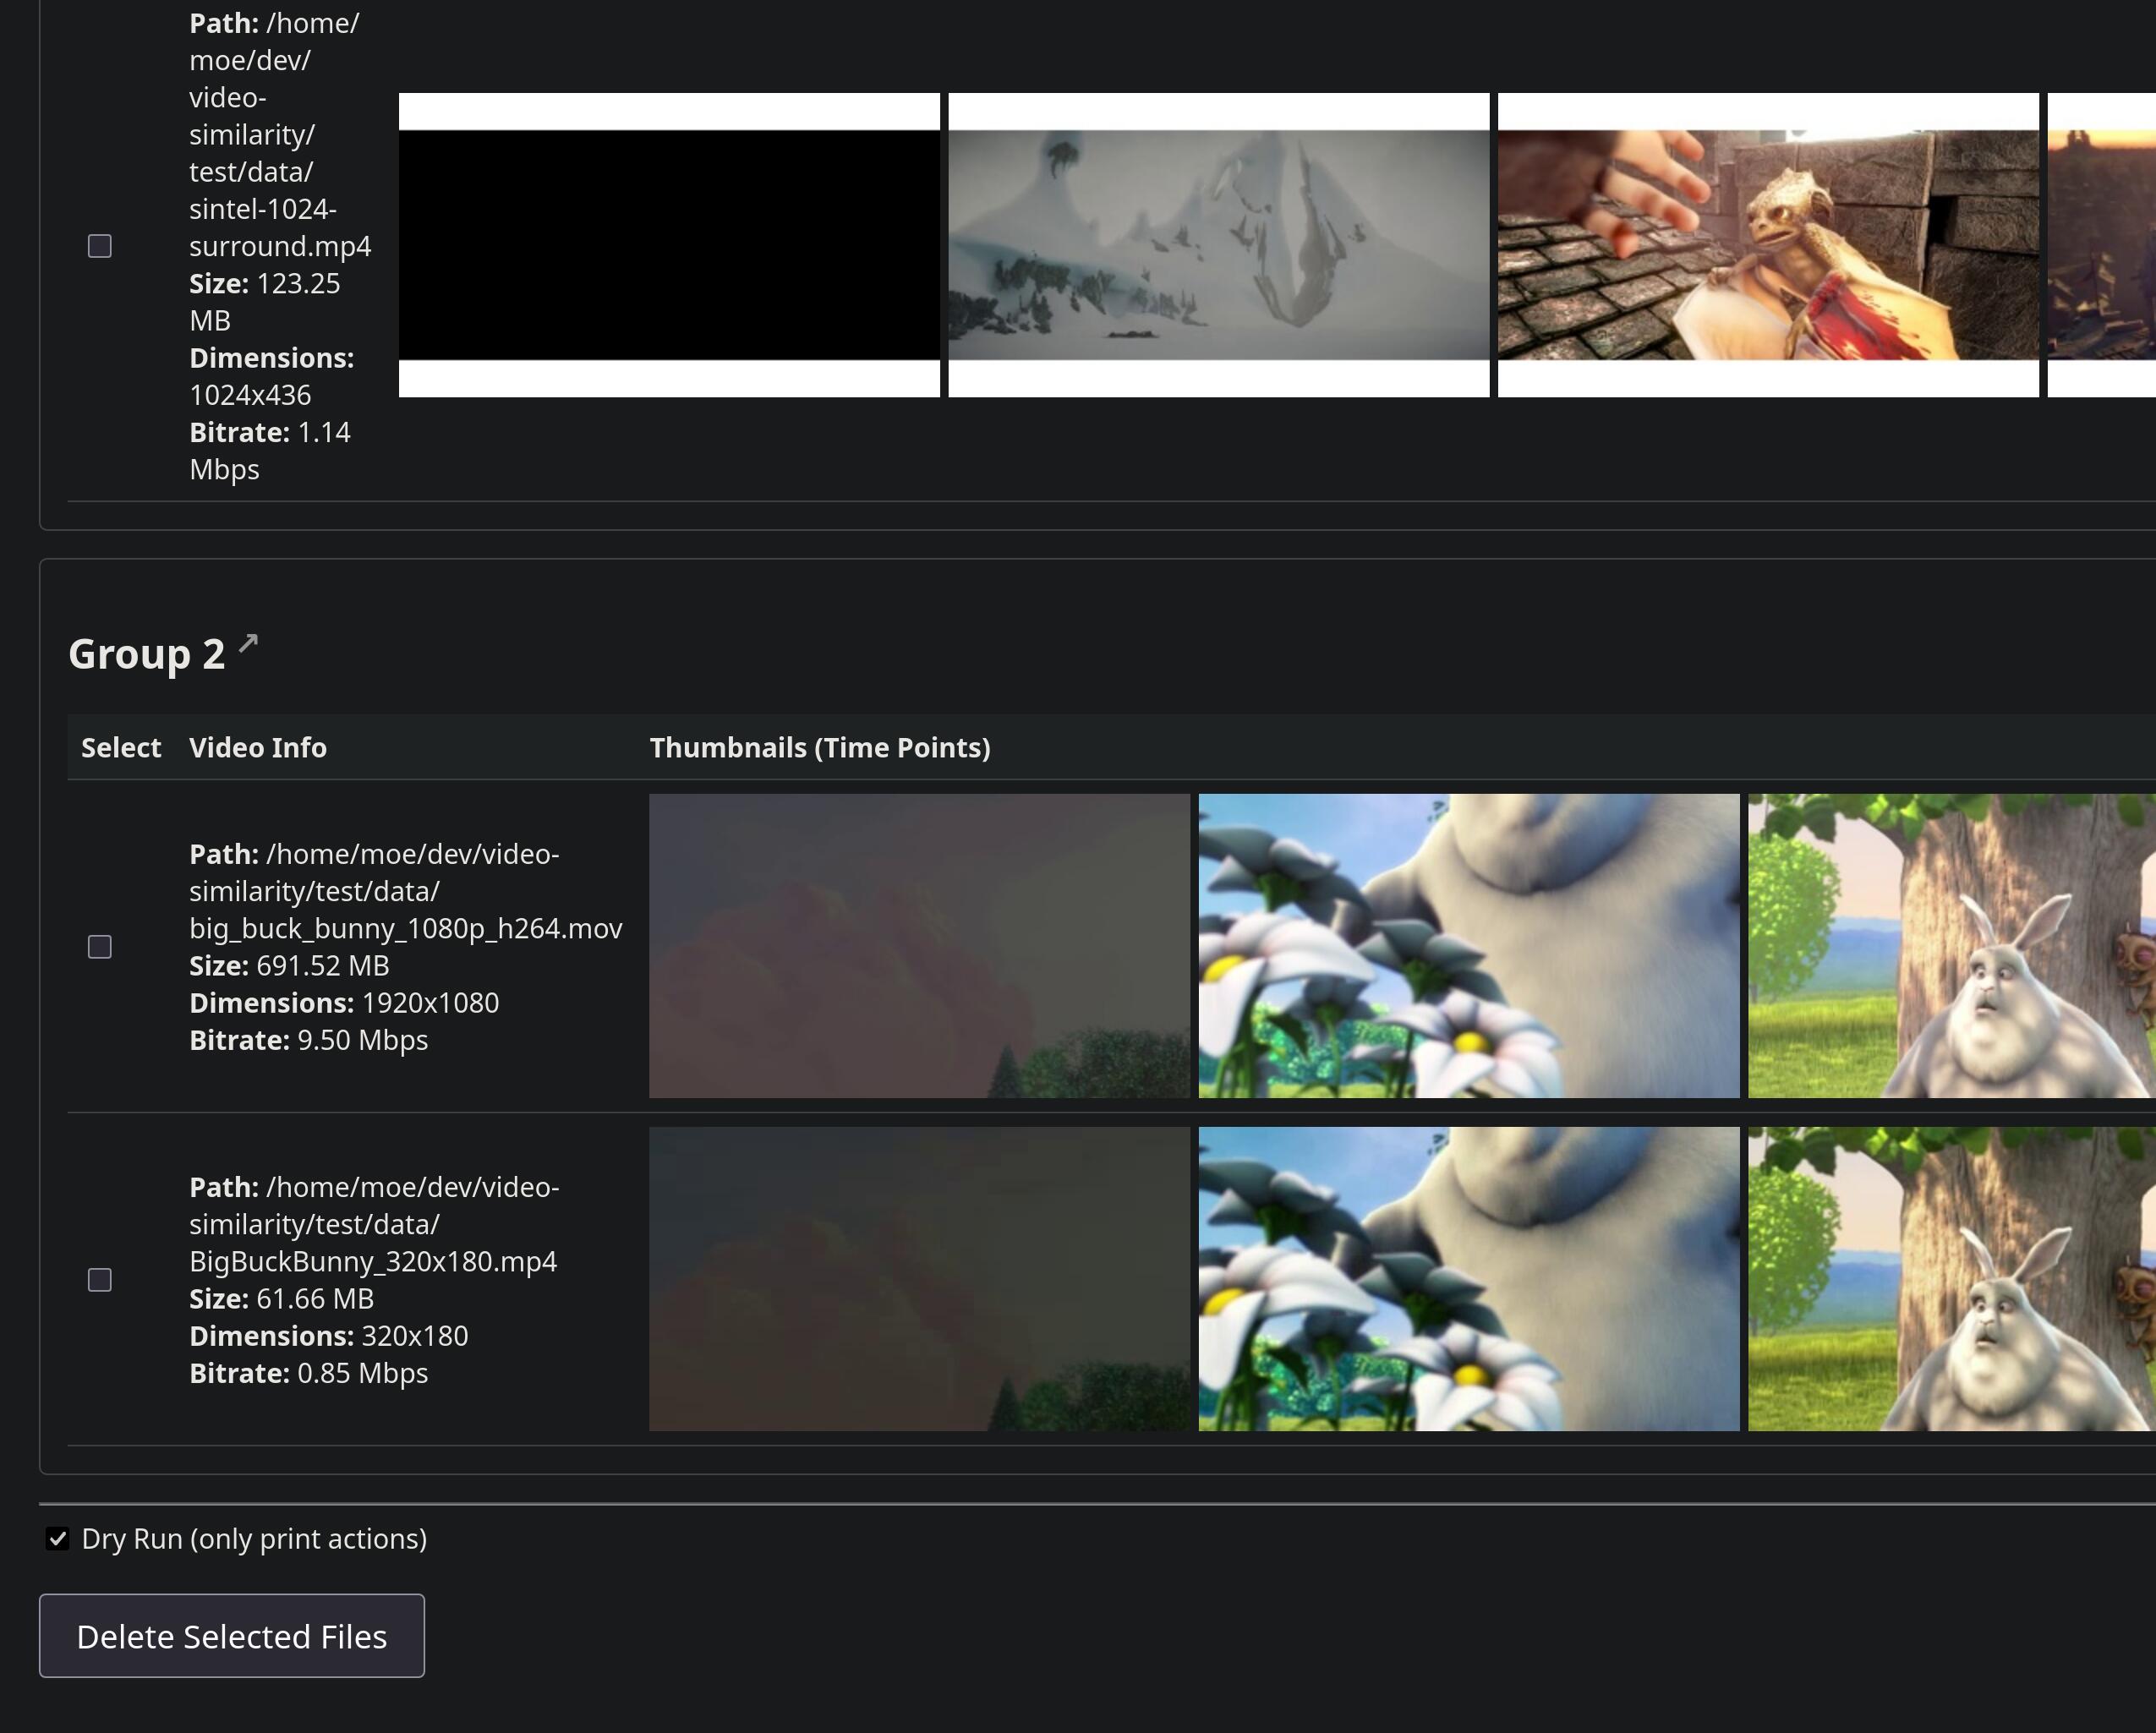 Path: /home/
moe/dev/
video-
similarity/
test/data/
sintel-1024-
surround.mp4
Size: 123.25
MB
Dimensions:
1024x436
Bitrate: 1.14
Mbps
Group 2 ↗
Select Video Info Thumbnails (Time Points)
Path: /home/moe/dev/video-
similarity/test/data/
big_buck_bunny_1080p_h264.mov
Size: 691.52 MB
Dimensions: 1920x1080
Bitrate: 9.50 Mbps
Path: /home/moe/dev/video-
similarity/test/data/
BigBuckBunny_320x180.mp4
Size: 61.66 MB
Dimensions: 320x180
Bitrate: 0.85 Mbps
Dry Run (only print actions)
Delete Selected Files